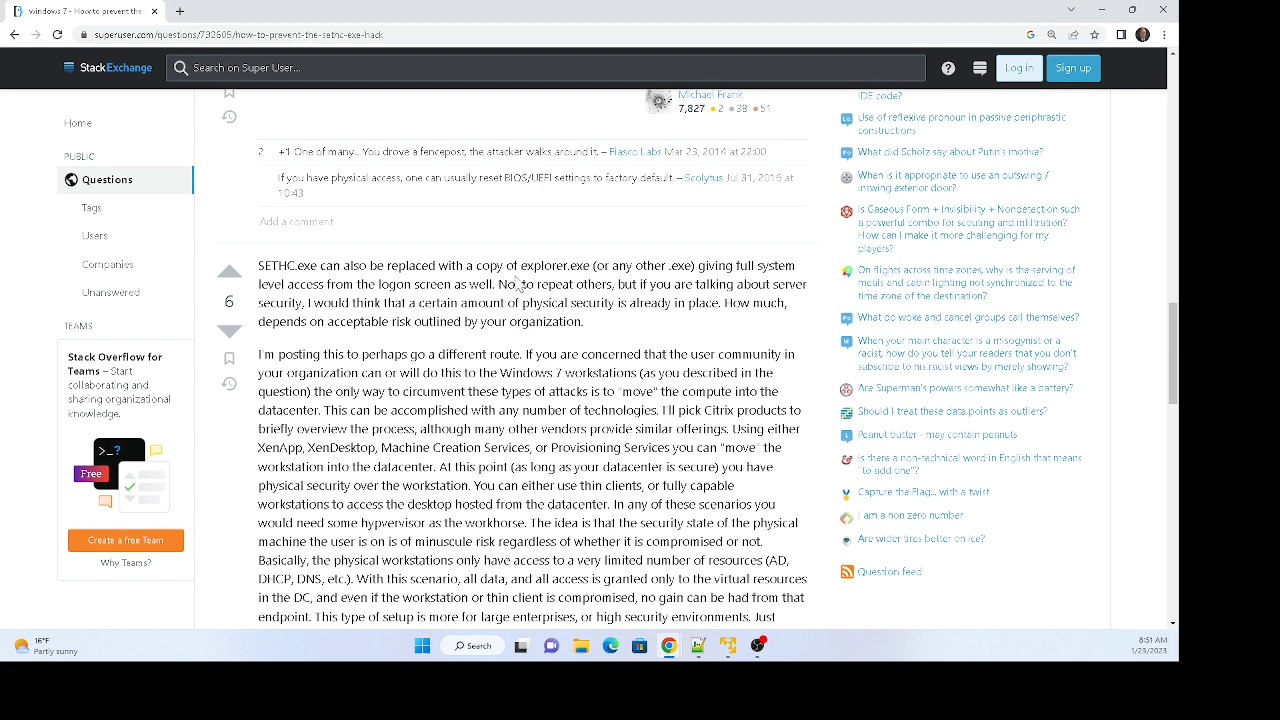 windows 7 - How to prevent the
superuser.com/questions/732605/how-to-prevent-the-sethc-exe-hack
StackExchange
Search on Super User...
Log in
Sign up
Home
PUBLIC
Questions
Tags
Users
Companies
Unanswered
TEAMS
Stack Overflow for
Teams – Start
collaborating and
sharing organizational
knowledge.
>_?
Free
Create a free Team
Why Teams?
Michael Frank
7,827 2 38 51
2 +1 One of many... You drove a fencepost, the attacker walks around it. – Fiasco Labs Mar 23, 2014 at 22:00
If you have physical access, one can usually reset BIOS/UEFI settings to factory default. – Scolytus Jul 31, 2016 at
10:43
Add a comment
6
SETHC.exe can also be replaced with a copy of explorer.exe (or any other .exe) giving full system
level access from the logon screen as well. Not to repeat others, but if you are talking about server
security, I would think that a certain amount of physical security is already in place. How much,
depends on acceptable risk outlined by your organization.
I'm posting this to perhaps go a different route. If you are concerned that the user community in
your organization can or will do this to the Windows 7 workstations (as you described in the
question) the only way to circumvent these types of attacks is to "move" the compute into the
datacenter. This can be accomplished with any number of technologies. I'll pick Citrix products to
briefly overview the process, although many other vendors provide similar offerings. Using either
XenApp, XenDesktop, Machine Creation Services, or Provisioning Services you can "move" the
workstation into the datacenter. At this point (as long as your datacenter is secure) you have
physical security over the workstation. You can either use thin clients, or fully capable
workstations to access the desktop hosted from the datacenter. In any of these scenarios you
would need some hypvervisor as the workhorse. The idea is that the security state of the physical
machine the user is on is of minuscule risk regardless of whether it is compromised or not.
Basically, the physical workstations only have access to a very limited number of resources (AD,
DHCP, DNS, etc.). With this scenario, all data, and all access is granted only to the virtual resources
in the DC, and even if the workstation or thin client is compromised, no gain can be had from that
endpoint. This type of setup is more for large enterprises, or high security environments. Just
IDE code?
Use of reflexive pronoun in passive periphrastic
constructions
What did Scholz say about Putin's motive?
When is it appropriate to use an outswing /
inswing exterior door?
Is Gaseous Form + Invisibility + Nondetection such
a powerful combo for scouting and infiltration?
How can I make it more challenging for my
players?
On flights across time zones, why is the serving of
meals and cabin lighting not synchronized to the
time zone of the destination?
What do woke and cancel groups call themselves?
When your main character is a misogynist or a
racist, how do you tell your readers that you don't
subscribe to his racist views by merely showing?
Are Superman's powers somewhat like a battery?
Should I treat these data points as outliers?
Peanut butter - may contain peanuts
Is there a non-technical word in English that means
"to add one"?
Capture the Flag... with a twist
I am a non zero number
Are wider tires better on ice?
Question feed
16°F
Partly sunny
Search
8:51 AM
1/23/2023